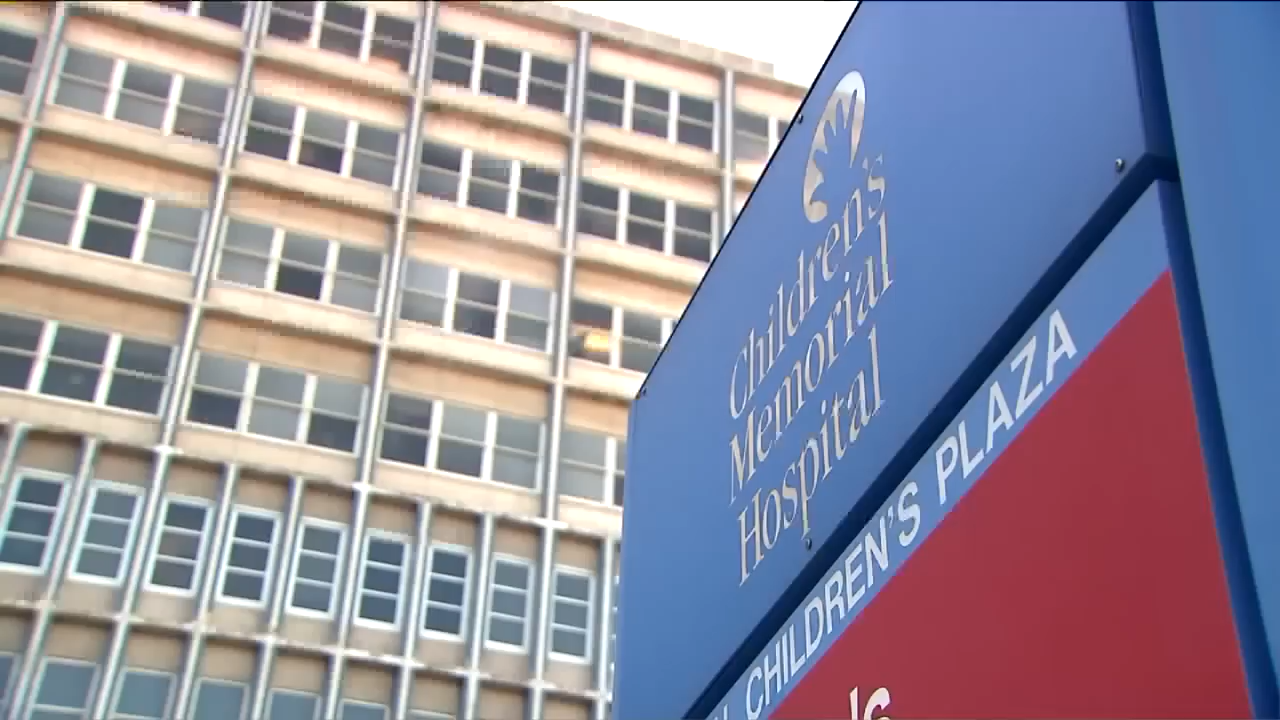 Children's
Memorial
Hospital
CHILDREN'S PLAZA
's